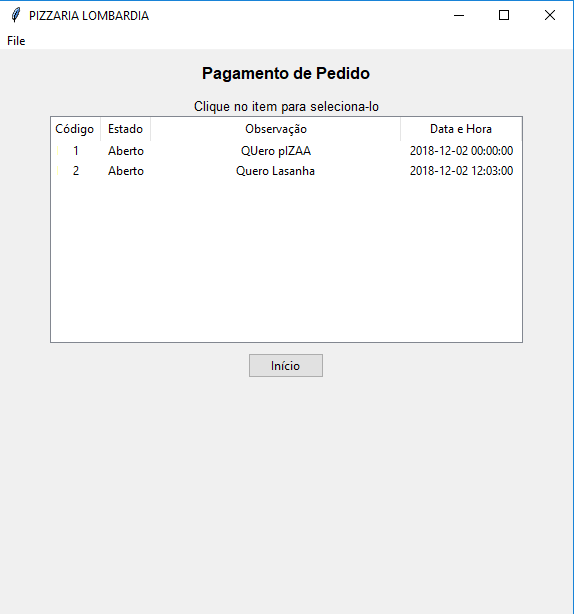 PIZZARIA LOMBARDIA
File
Pagamento de Pedido
Clique no item para seleciona-lo
Código Estado Observação Data e Hora
1 Aberto QUero pIZAA 2018-12-02 00:00:00
2 Aberto Quero Lasanha 2018-12-02 12:03:00
Início